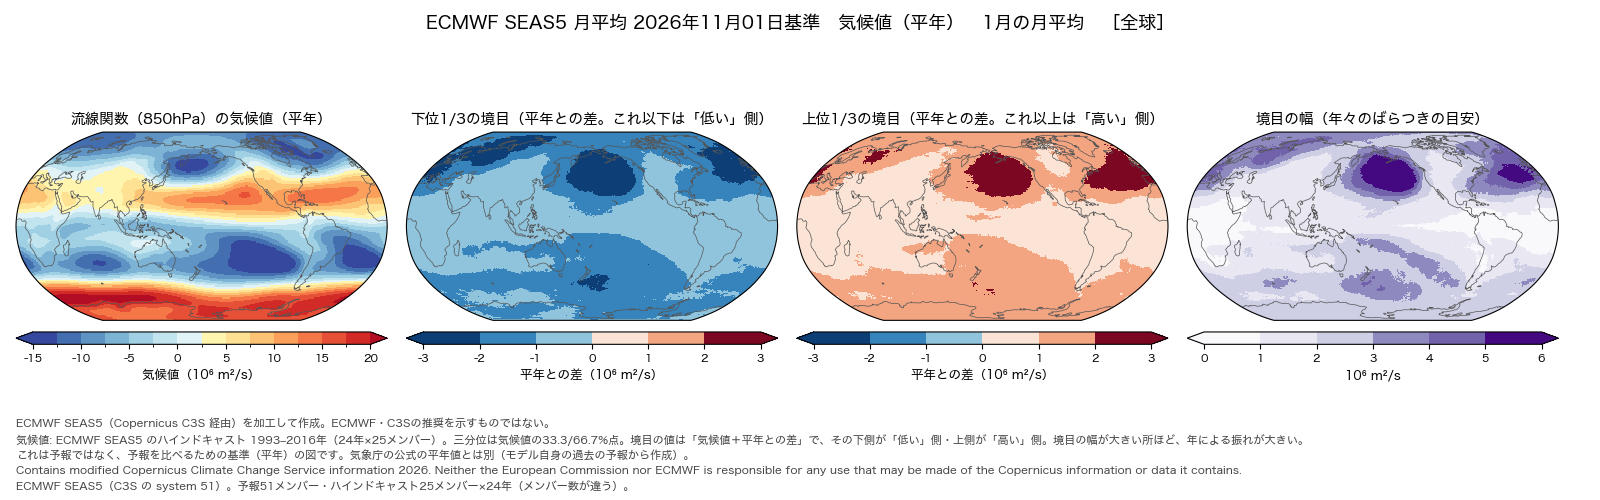 ECMWF SEAS5 月平均 2026年11月01日基準　気候値（平年）　1月の月平均　［全球］
流線関数（850hPa）の気候値（平年）
下位1/3の境目（平年との差。これ以下は「低い」側）
上位1/3の境目（平年との差。これ以上は「高い」側）
境目の幅（年々のばらつきの目安）
-15 -10 -5 0 5 10 15 20
-3 -2 -1 0 1 2 3
-3 -2 -1 0 1 2 3
0 1 2 3 4 5 6
気候値（10⁶ m²/s）
平年との差（10⁶ m²/s）
平年との差（10⁶ m²/s）
10⁶ m²/s
ECMWF SEAS5（Copernicus C3S 経由）を加工して作成。ECMWF・C3Sの推奨を示すものではない。
気候値: ECMWF SEAS5 のハインドキャスト 1993–2016年（24年×25メンバー）。三分位は気候値の33.3/66.7%点。境目の値は「気候値＋平年との差」で、その下側が「低い」側・上側が「高い」側。境目の幅が大きい所ほど、年による振れが大きい。
これは予報ではなく、予報を比べるための基準（平年）の図です。気象庁の公式の平年値とは別（モデル自身の過去の予報から作成）。
Contains modified Copernicus Climate Change Service information 2026. Neither the European Commission nor ECMWF is responsible for any use that may be made of the Copernicus information or data it contains.
ECMWF SEAS5（C3S の system 51）。予報51メンバー・ハインドキャスト25メンバー×24年（メンバー数が違う）。